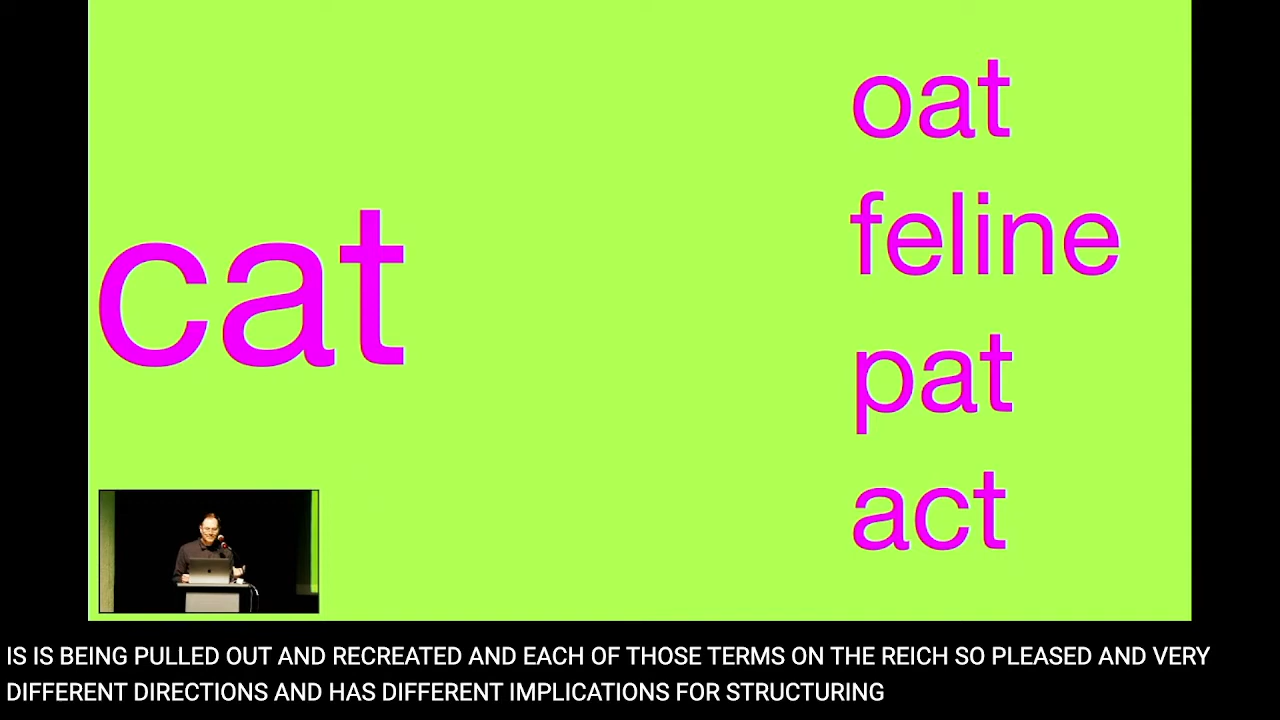 cat
oat
feline
pat
act
IS IS BEING PULLED OUT AND RECREATED AND EACH OF THOSE TERMS ON THE REICH SO PLEASED AND VERY
DIFFERENT DIRECTIONS AND HAS DIFFERENT IMPLICATIONS FOR STRUCTURING